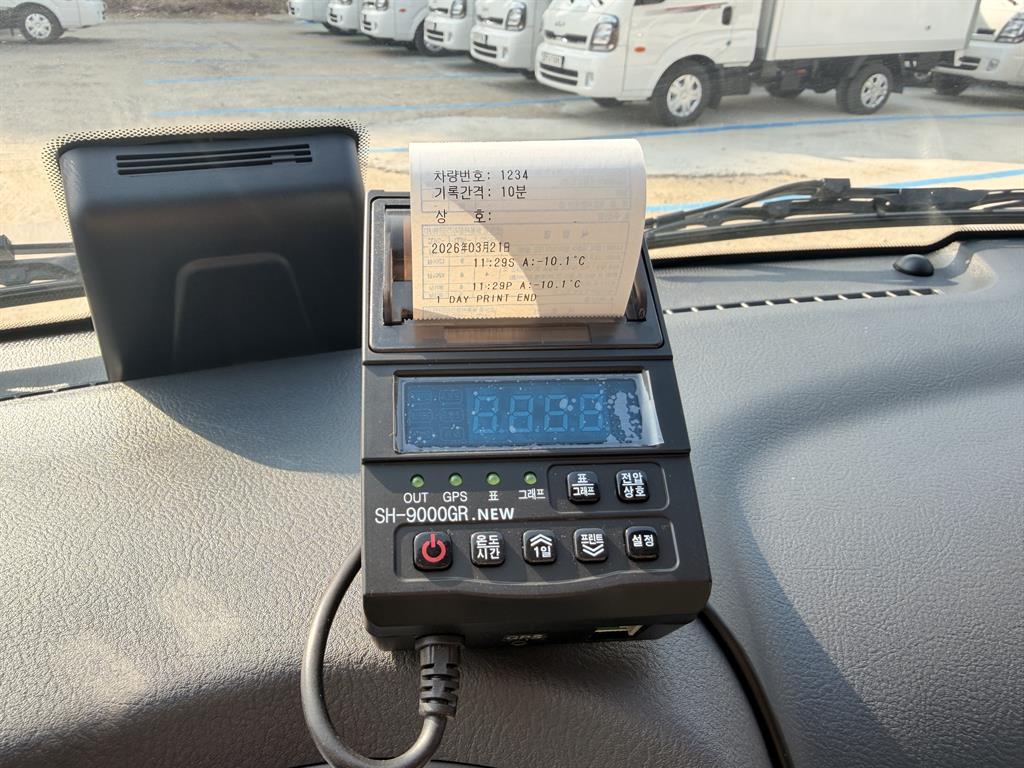 차량번호: 1234
기록간격: 10분
상 호:
2026年03月21日
11:29S A:-10.1°C
11:29P A:-10.1°C
1 DAY PRINT END
OUT GPS 표 그래프
표
그래프
전압
상호
SH-9000GR.NEW
온도
시간
1일
프린트
설정
GPS